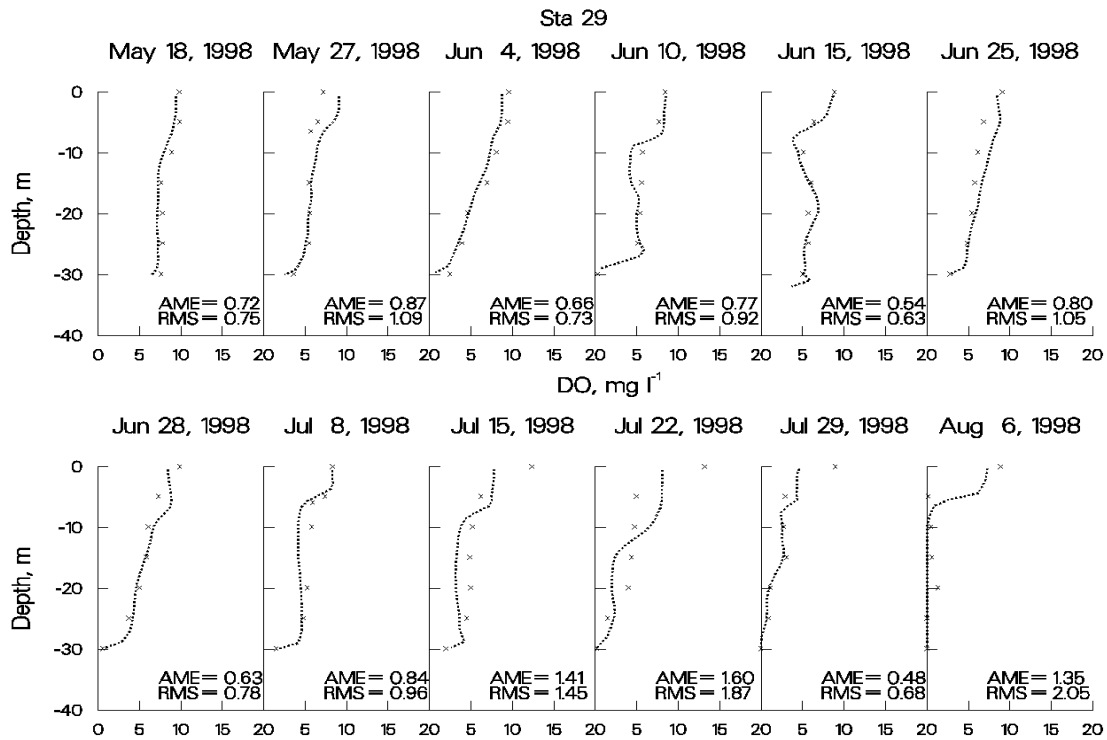 Sta 29
May 18, 1998 May 27, 1998 Jun 4, 1998 Jun 10, 1998 Jun 15, 1998 Jun 25, 1998
0
-10
-20
-30
-40
Depth, m
AME= 0.72 AME= 0.87 AME= 0.66 AME= 0.77 AME= 0.54 AME= 0.80
RMS= 0.75 RMS= 1.09 RMS= 0.73 RMS= 0.92 RMS= 0.63 RMS= 1.05
0 5 10 15 20 5 10 15 20 5 10 15 20 5 10 15 20 5 10 15 20 5 10 15 20
DO, mg l⁻¹
Jun 28, 1998 Jul 8, 1998 Jul 15, 1998 Jul 22, 1998 Jul 29, 1998 Aug 6, 1998
0
-10
-20
-30
-40
Depth, m
AME= 0.63 AME= 0.84 AME= 1.41 AME= 1.60 AME= 0.48 AME= 1.35
RMS= 0.78 RMS= 0.96 RMS= 1.45 RMS= 1.87 RMS= 0.68 RMS= 2.05
0 5 10 15 20 5 10 15 20 5 10 15 20 5 10 15 20 5 10 15 20 5 10 15 20